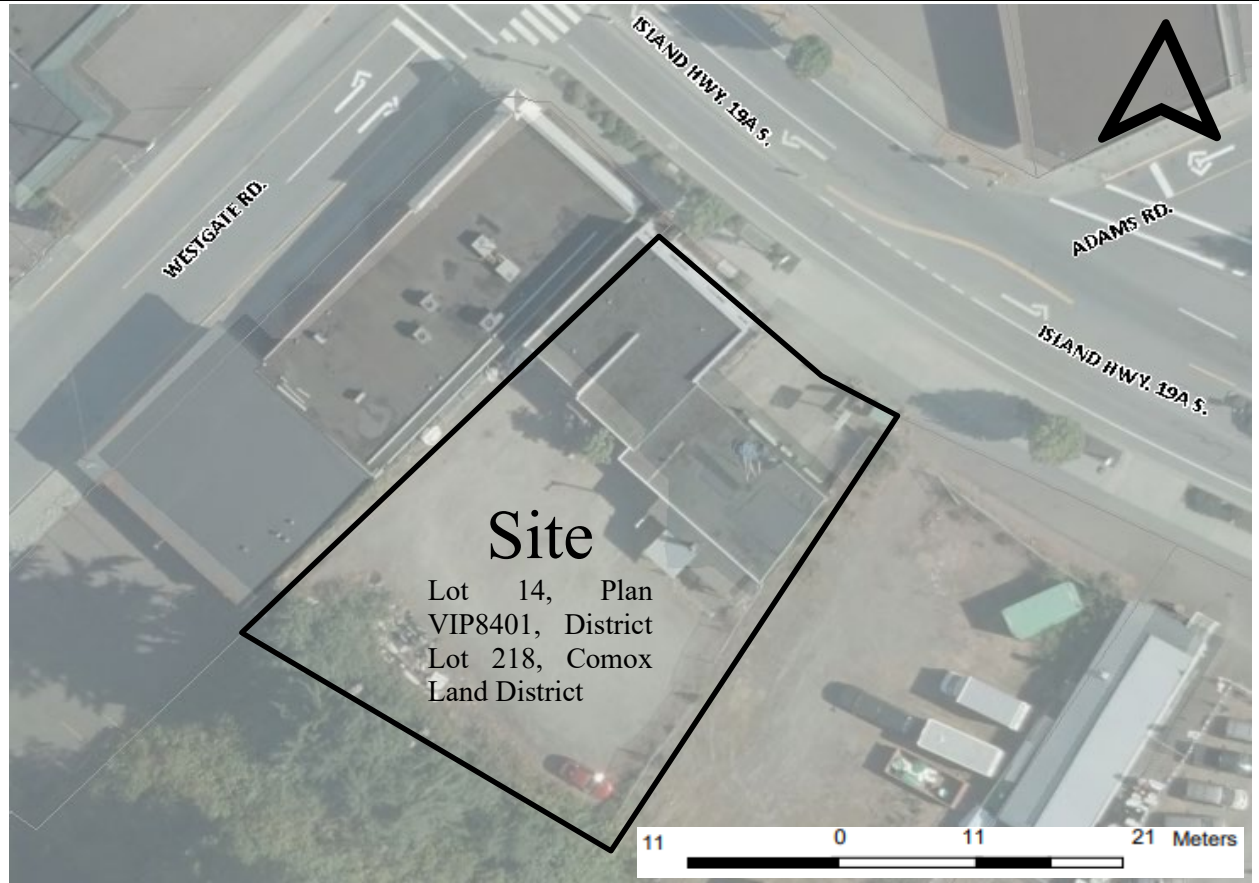 ISLAND HWY. 19A S.
WESTGATE RD.
ADAMS RD.
ISLAND HWY. 19A S.
Site
Lot 14, Plan
VIP8401, District
Lot 218, Comox
Land District
11 0 11 21 Meters